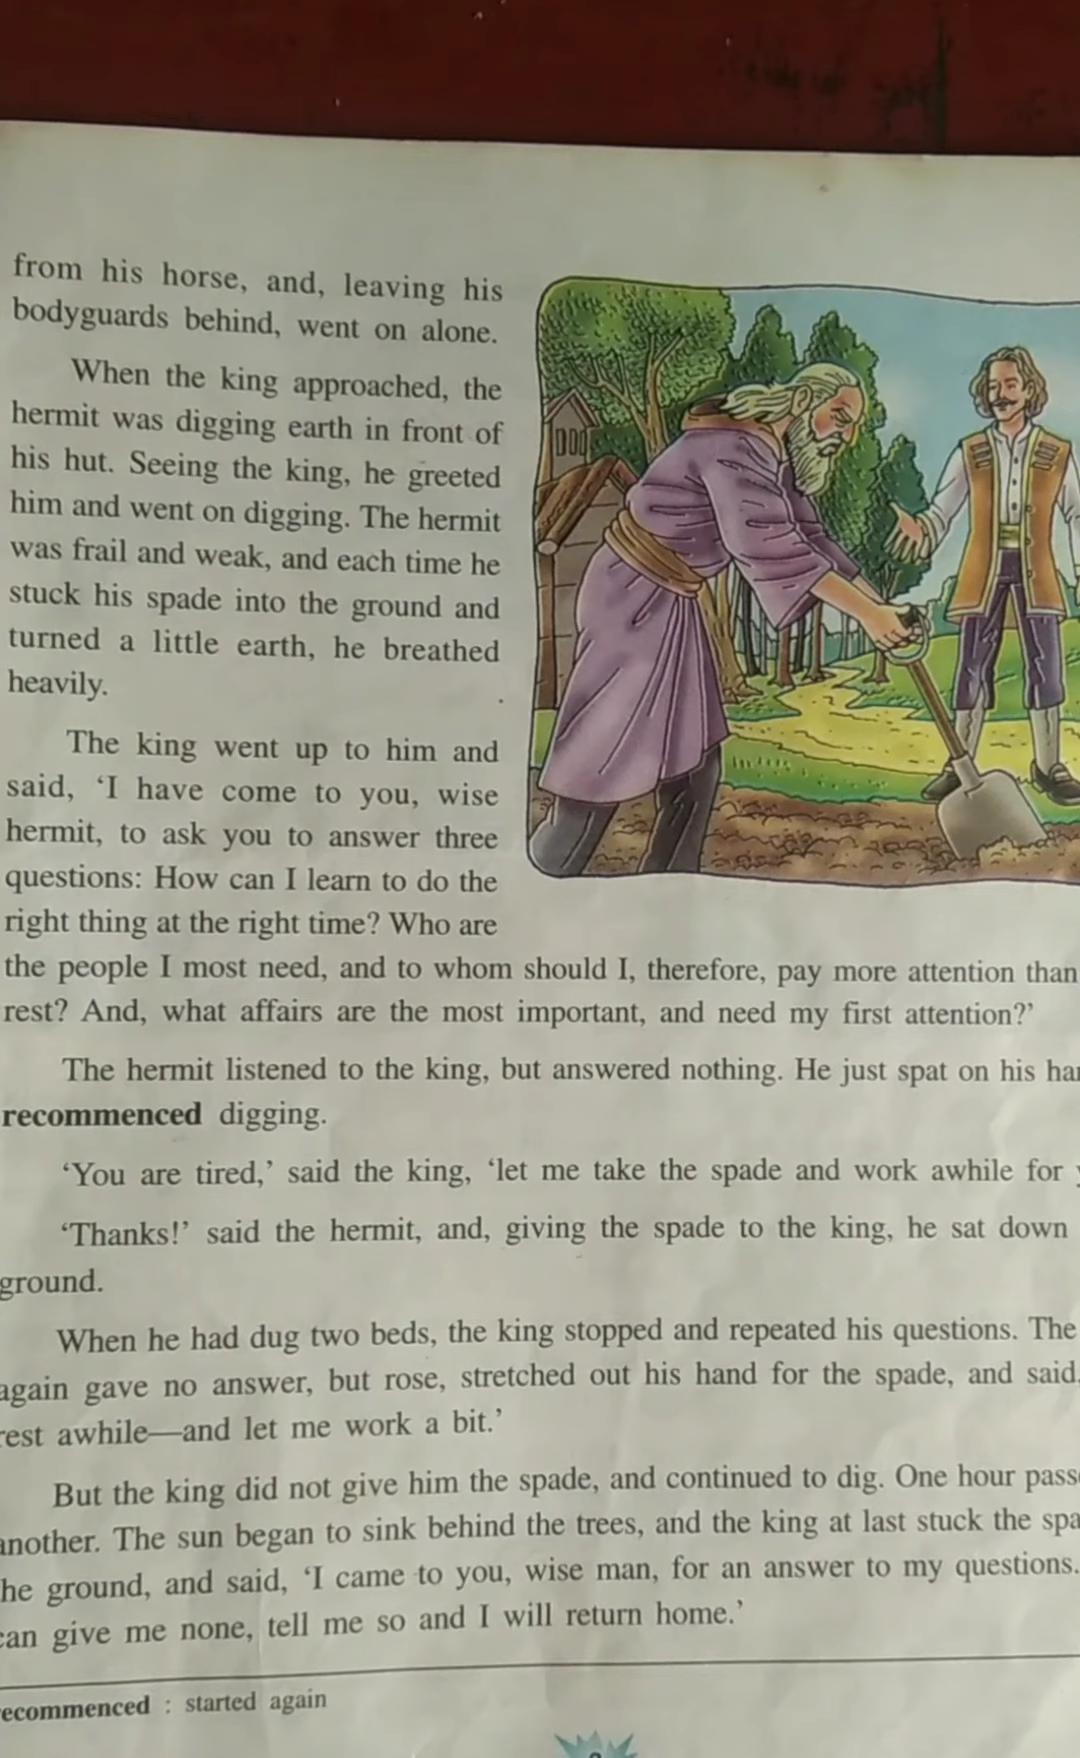 from his horse, and, leaving his
bodyguards behind, went on alone.
When the king approached, the
hermit was digging earth in front of
his hut. Seeing the king, he greeted
him and went on digging. The hermit
was frail and weak, and each time he
stuck his spade into the ground and
turned a little earth, he breathed
heavily.
The king went up to him and
said, ‘I have come to you, wise
hermit, to ask you to answer three
questions: How can I learn to do the
right thing at the right time? Who are
the people I most need, and to whom should I, therefore, pay more attention than
rest? And, what affairs are the most important, and need my first attention?’
The hermit listened to the king, but answered nothing. He just spat on his
recommenced digging.
‘You are tired,’ said the king, ‘let me take the spade and work awhile for
‘Thanks!’ said the hermit, and, giving the spade to the king, he sat down
ground.
When he had dug two beds, the king stopped and repeated his questions. The
again gave no answer, but rose, stretched out his hand for the spade, and said
rest awhile—and let me work a bit.’
But the king did not give him the spade, and continued to dig. One hour
another. The sun began to sink behind the trees, and the king at last stuck the
he ground, and said, ‘I came to you, wise man, for an answer to my questions.
can give me none, tell me so and I will return home.’
recommenced : started again